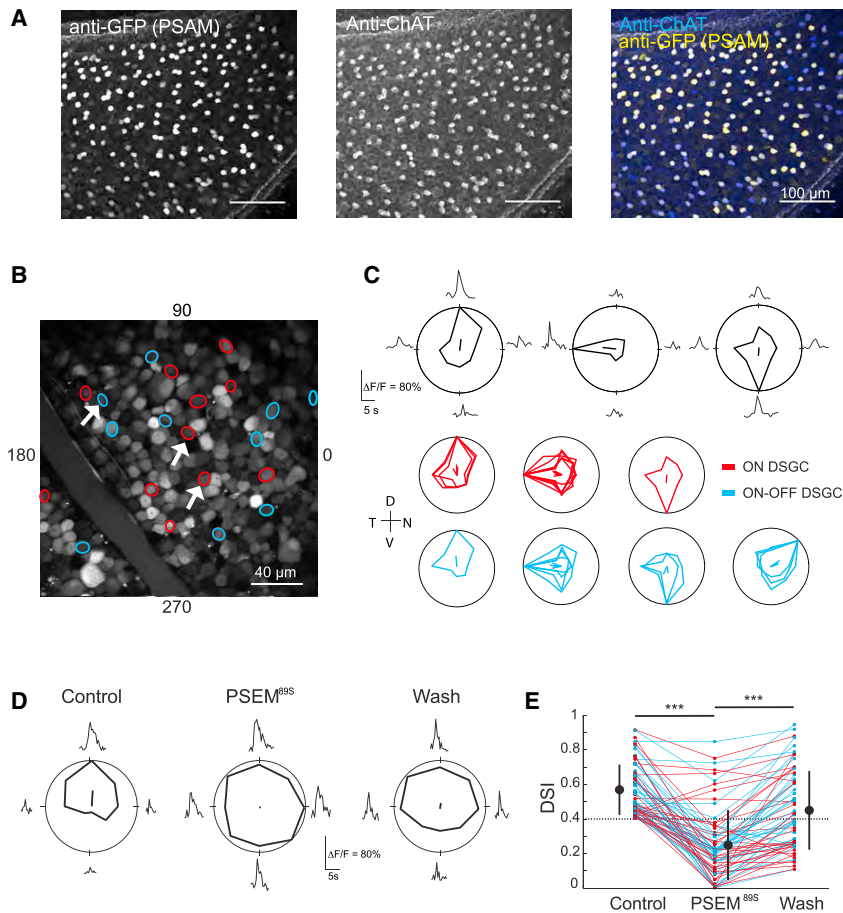 A
anti-GFP (PSAM)
Anti-ChAT
Anti-ChAT
anti-GFP (PSAM)
100 µm
B
90
180
0
270
40 µm
C
ΔF/F = 80%
5 s
ON DSGC
ON-OFF DSGC
D
T N
V
D
Control
PSEM89S
Wash
ΔF/F = 80%
5s
E
***
***
1
0.8
0.6
0.4
0.2
0
DSI
Control
PSEM 89S
Wash